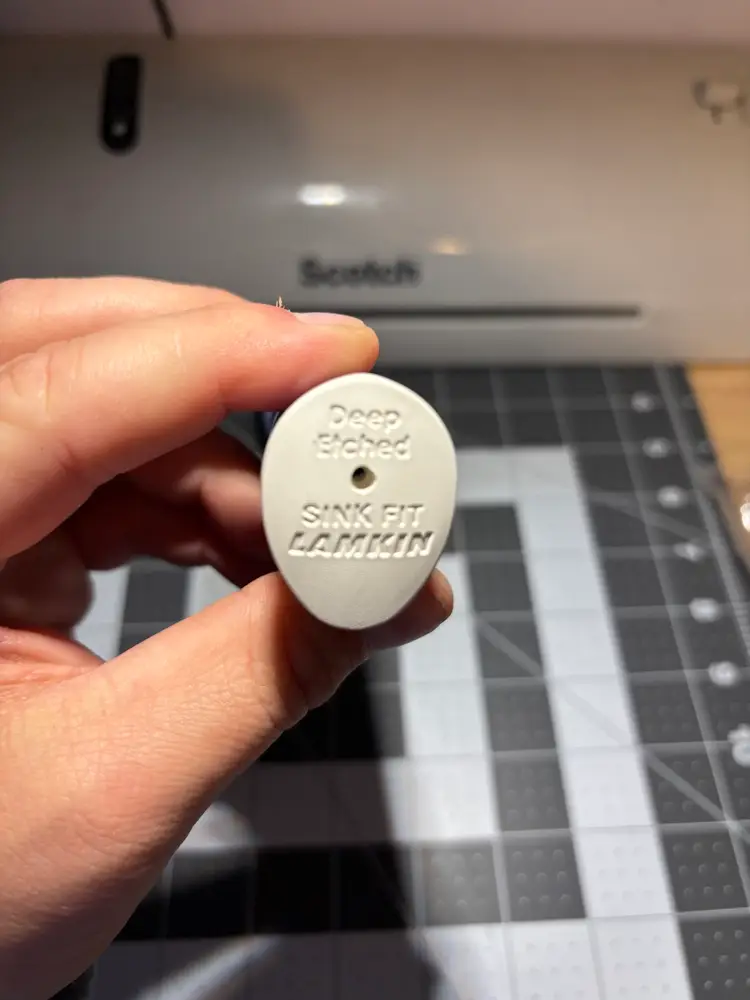 Scotch
Deep
Etched
SINK FIT
LAMKIN